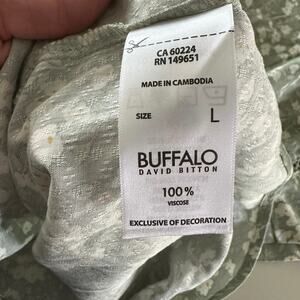 CA 60224
RN 149651
MADE IN CAMBODIA
SIZE L
BUFFALO
DAVID BITTON
100%
VISCOSE
EXCLUSIVE OF DECORATION